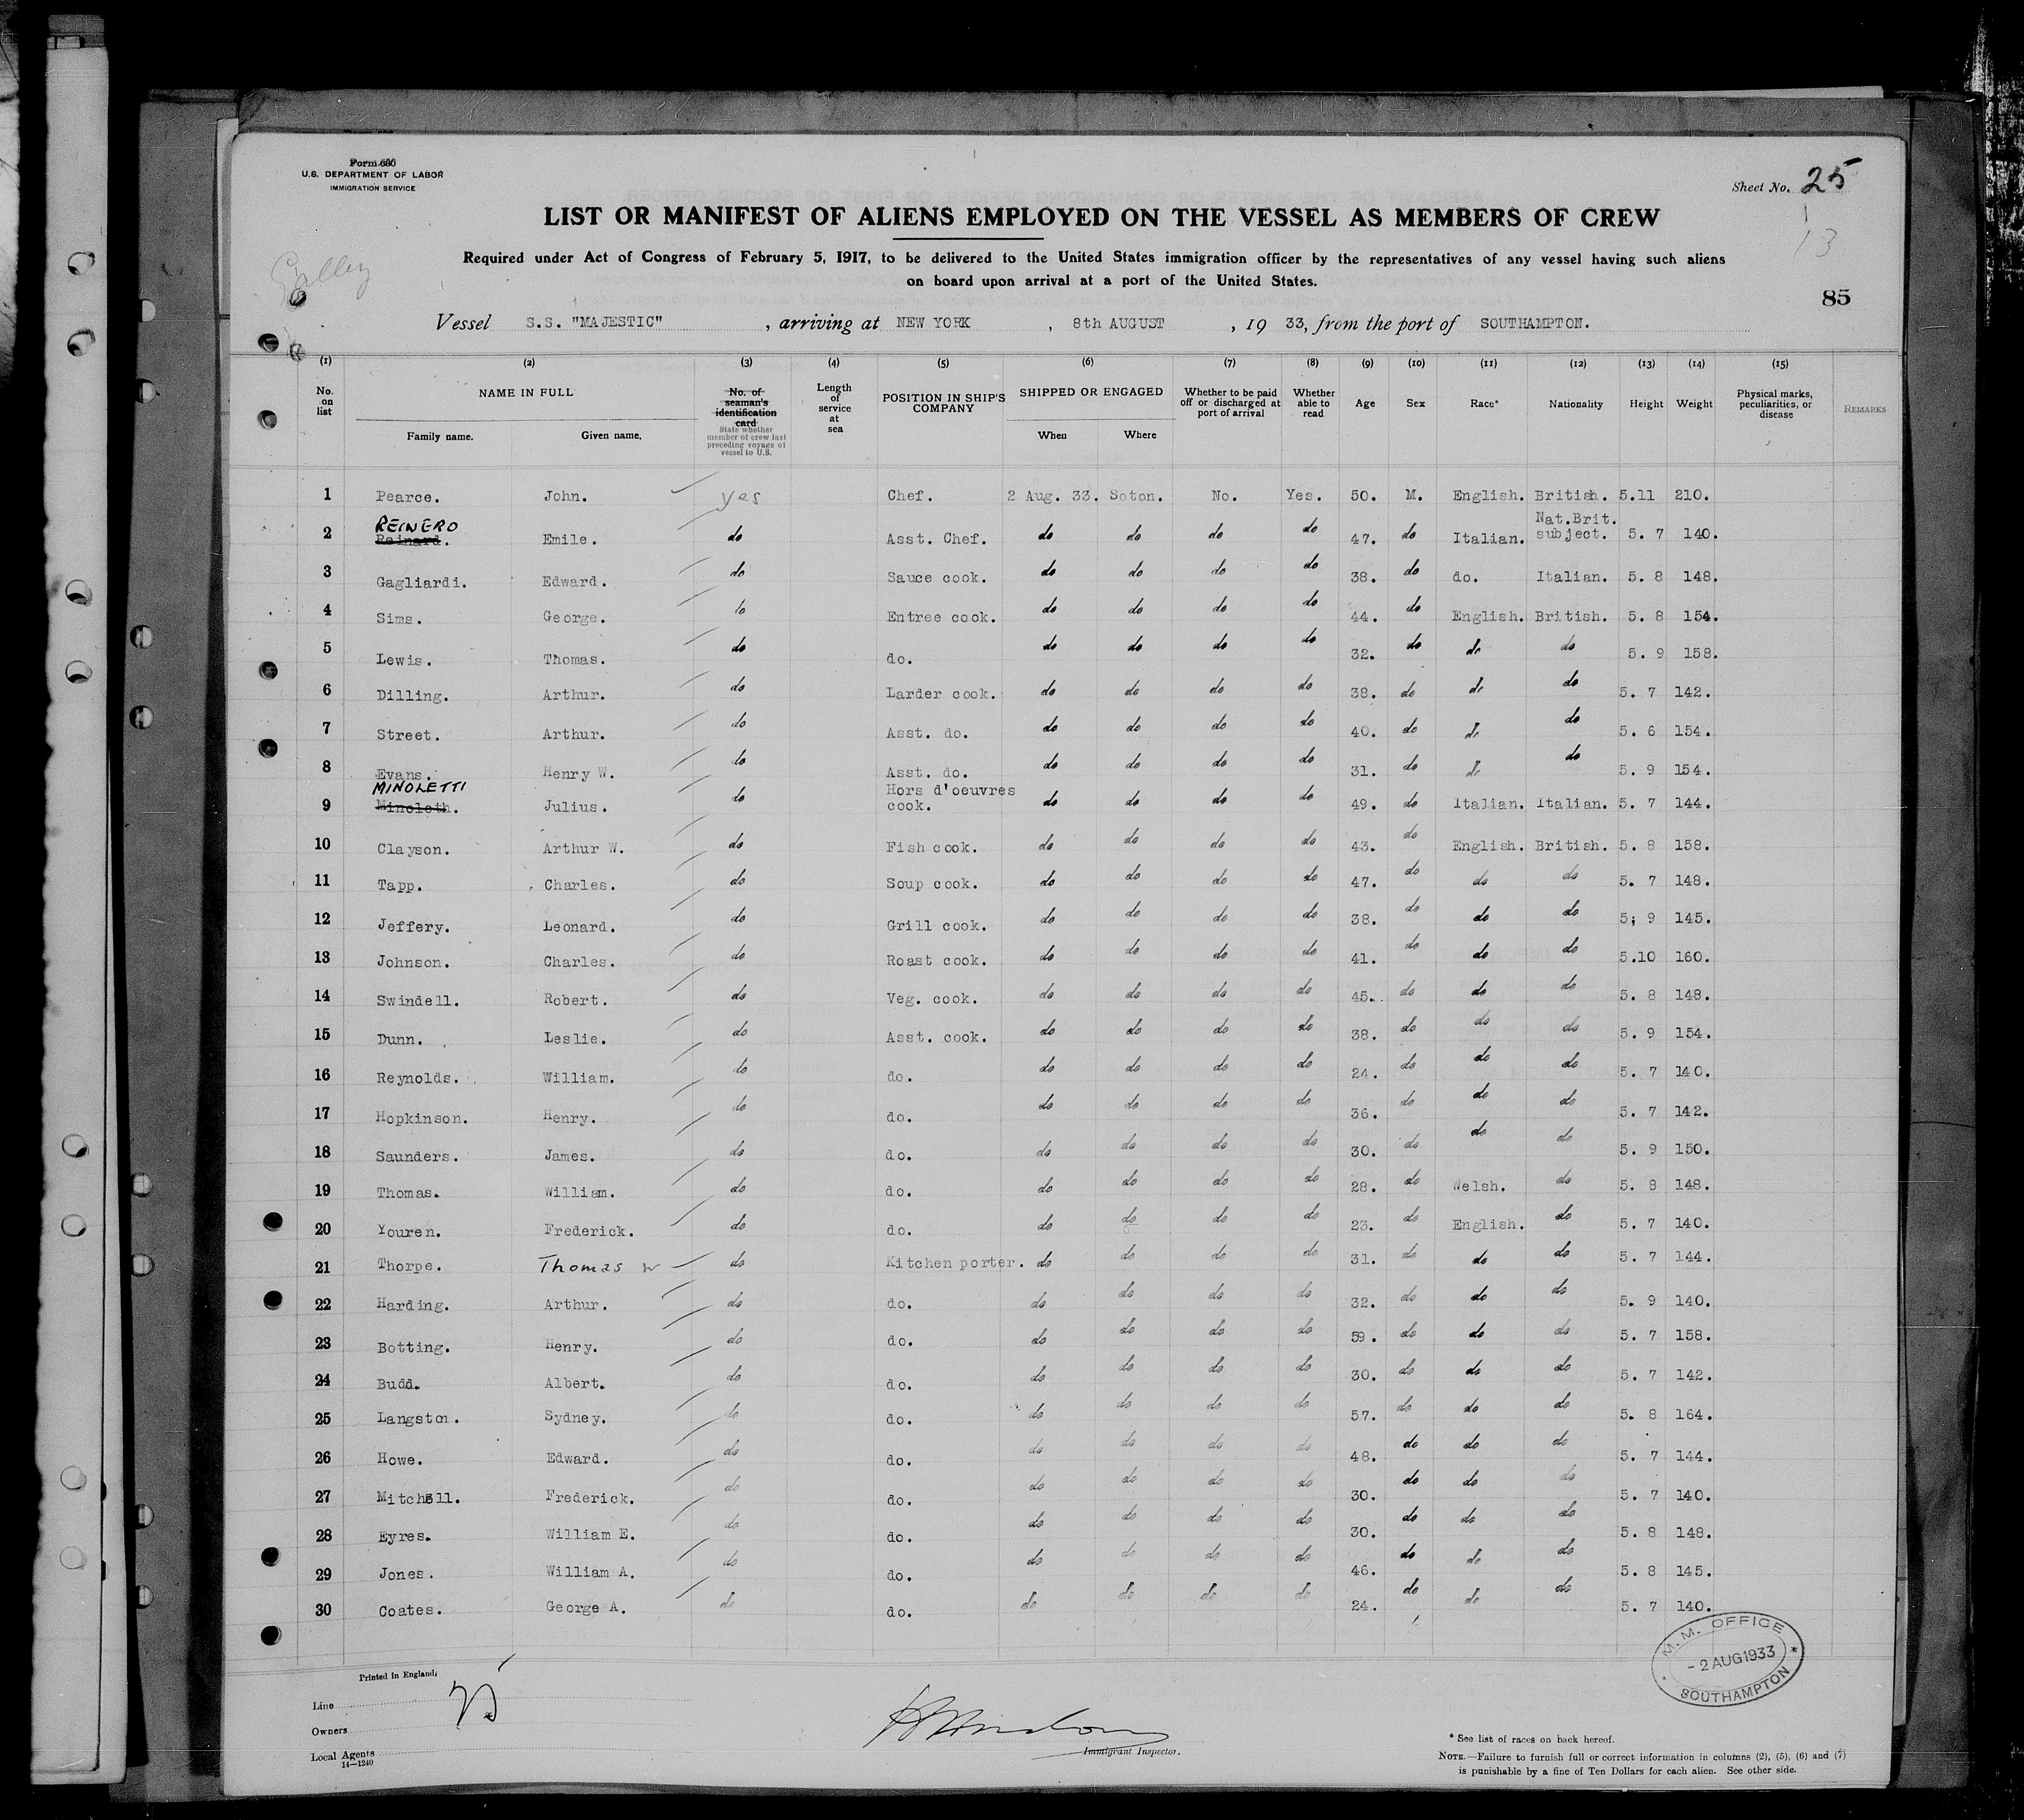 Form 680
U.S. DEPARTMENT OF LABOR
IMMIGRATION SERVICE
Sheet No. 25
13
LIST OR MANIFEST OF ALIENS EMPLOYED ON THE VESSEL AS MEMBERS OF CREW
Required under Act of Congress of February 5, 1917, to be delivered to the United States immigration officer by the representatives of any vessel having such aliens
on board upon arrival at a port of the United States.
Galley
85
Vessel S.S. "MAJESTIC", arriving at NEW YORK, 8th AUGUST, 19 33, from the port of SOUTHAMPTON.
(1) (2) (3) (4) (5) (6) (7) (8) (9) (10) (11) (12) (13) (14) (15)
No. on list NAME IN FULL Family name. Given name. No. of seaman's identification card State whether member of crew last preceding voyage of vessel to U.S. Length of service at sea POSITION IN SHIP'S COMPANY SHIPPED OR ENGAGED When Where Whether to be paid off or discharged at port of arrival Whether able to read Age Sex Race* Nationality Height Weight Physical marks, peculiarities, or disease REMARKS
1 Pearce. John. yes Chef. 2 Aug. 33. Soton. No. Yes. 50. M. English. British. 5.11 210.
2 REINERO Reinard. Emile. do Asst. Chef. do do do do 47. do Italian. Nat.Brit. subject. 5. 7 140.
3 Gagliardi. Edward. do Sauce cook. do do do do 38. do do. Italian. 5. 8 148.
4 Sims. George. do Entree cook. do do do do 44. do English. British. 5. 8 154.
5 Lewis. Thomas. do do. do do do do 32. do do do 5. 9 158.
6 Dilling. Arthur. do Larder cook. do do do do 38. do do do 5. 7 142.
7 Street. Arthur. do Asst. do. do do do do 40. do do do 5. 6 154.
8 Evans. Henry W. do Asst. do. do do do do 31. do do do 5. 9 154.
9 MINOLETTI Minoleth. Julius. do Hors d'oeuvres cook. do do do do 49. do Italian. Italian. 5. 7 144.
10 Clayson. Arthur W. do Fish cook. do do do do 43. do English. British. 5. 8 158.
11 Tapp. Charles. do Soup cook. do do do do 47. do do do 5. 7 148.
12 Jeffery. Leonard. do Grill cook. do do do do 38. do do do 5; 9 145.
13 Johnson. Charles. do Roast cook. do do do do 41. do do do 5.10 160.
14 Swindell. Robert. do Veg. cook. do do do do 45. do do do 5. 8 148.
15 Dunn. Leslie. do Asst. cook. do do do do 38. do do do 5. 9 154.
16 Reynolds. William. do do. do do do do 24. do do do 5. 7 140.
17 Hopkinson. Henry. do do. do do do do 36. do do do 5. 7 142.
18 Saunders. James. do do. do do do do 30. do do do 5. 9 150.
19 Thomas. William. do do. do do do do 28. do Welsh. do 5. 8 148.
20 Youren. Frederick. do do. do do do do 23. do English. do 5. 7 140.
21 Thorpe. Thomas W do Kitchen porter. do do do do 31. do do do 5. 7 144.
22 Harding. Arthur. do do. do do do do 32. do do do 5. 9 140.
23 Botting. Henry. do do. do do do do 59. do do do 5. 7 158.
24 Budd. Albert. do do. do do do do 30. do do do 5. 7 142.
25 Langston. Sydney. do do. do do do do 57. do do do 5. 8 164.
26 Howe. Edward. do do. do do do do 48. do do do 5. 7 144.
27 Mitchell. Frederick. do do. do do do do 30. do do do 5. 7 140.
28 Eyres. William E. do do. do do do do 30. do do do 5. 8 148.
29 Jones. William A. do do. do do do do 46. do do do 5. 8 145.
30 Coates. George A. do do. do do do do 24. do do do 5. 7 140.
M.M. OFFICE
-2 AUG 1933
SOUTHAMPTON
Printed in England.
Line
Owners
Local Agents
14—1240
Immigrant Inspector.
* See list of races on back hereof.
NOTE.—Failure to furnish full or correct information in columns (2), (5), (6) and (7)
is punishable by a fine of Ten Dollars for each alien. See other side.